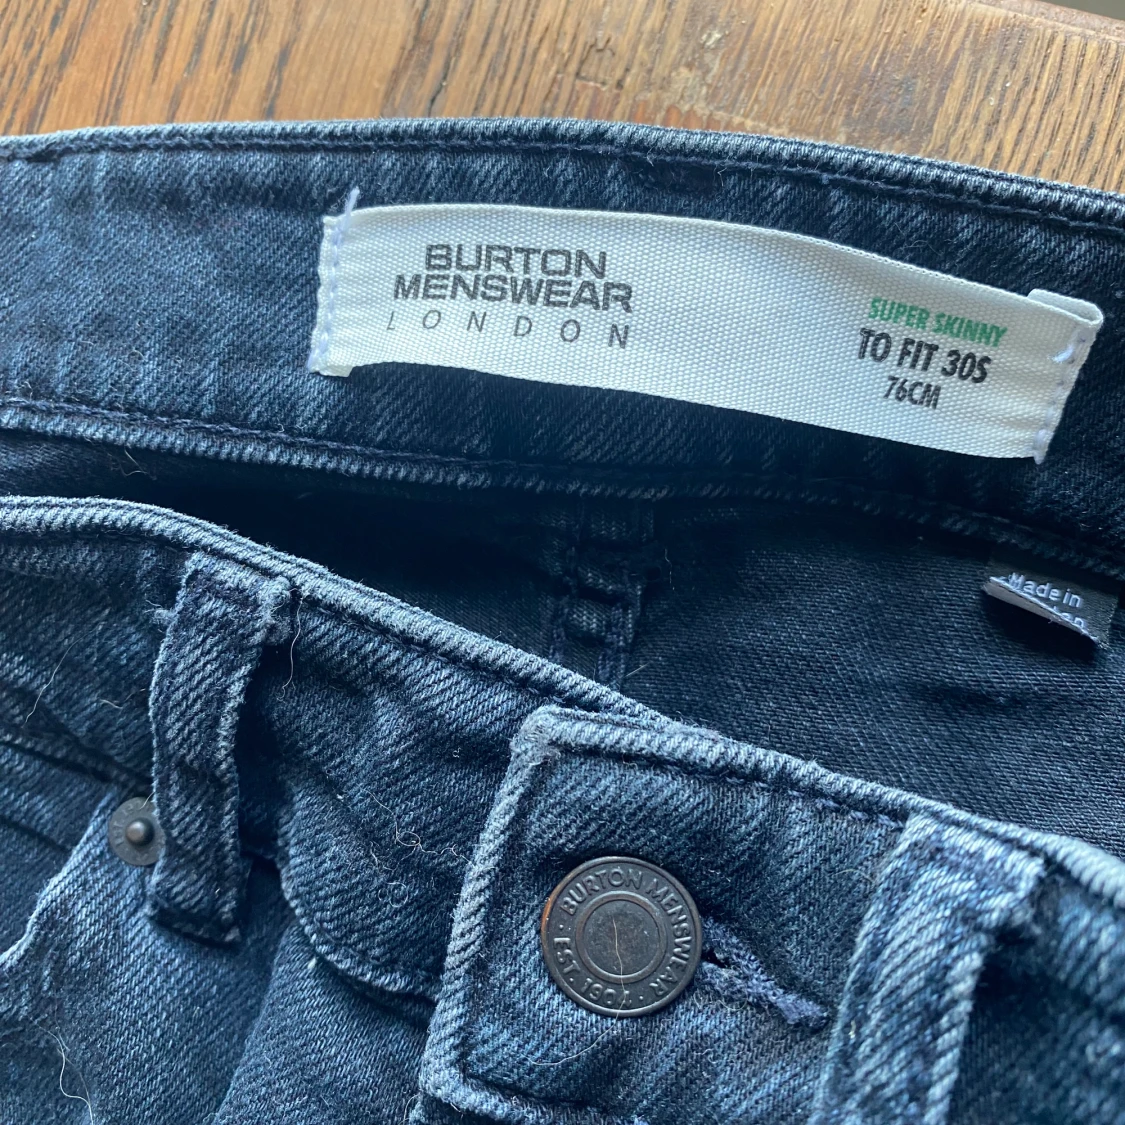 BURTON
MENSWEAR
LONDON
SUPER SKINNY
TO FIT 30S
76CM
Made in
BURTON MENSWEAR
· EST · 1904 ·